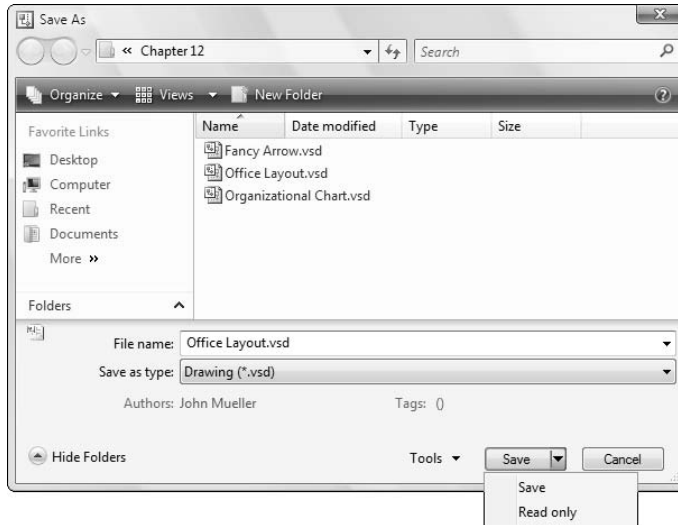 Save As
« Chapter 12
Search
Organize Views New Folder
Favorite Links
Desktop
Computer
Recent
Documents
More »
Folders
Name Date modified Type Size
Fancy Arrow.vsd
Office Layout.vsd
Organizational Chart.vsd
File name: Office Layout.vsd
Save as type: Drawing (*.vsd)
Authors: John Mueller Tags: ()
Hide Folders Tools Save Cancel
Save
Read only